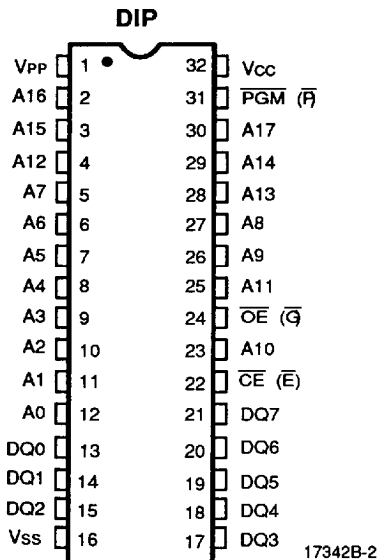 DIP
VPP 1 32 VCC
A16 2 31 PGM (P)
A15 3 30 A17
A12 4 29 A14
A7 5 28 A13
A6 6 27 A8
A5 7 26 A9
A4 8 25 A11
A3 9 24 OE (G)
A2 10 23 A10
A1 11 22 CE (E)
A0 12 21 DQ7
DQ0 13 20 DQ6
DQ1 14 19 DQ5
DQ2 15 18 DQ4
VSS 16 17 DQ3
17342B-2